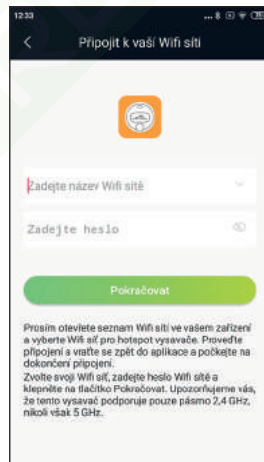 12:33
Připojit k vaší Wifi síti
Zadejte název Wifi sítě
Zadejte heslo
Pokračovat
Prosím otevřete seznam Wifi sítí ve vašem zařízení
a vyberte Wifi síť pro hotspot vysavače. Proveďte
připojení a vraťte se zpět do aplikace a počkejte na
dokončení připojení.
Zvolte svoji Wifi síť, zadejte heslo Wifi sítě a
klepněte na tlačítko Pokračovat. Upozorňujeme vás,
že tento vysavač podporuje pouze pásmo 2,4 GHz,
nikoli však 5 GHz.